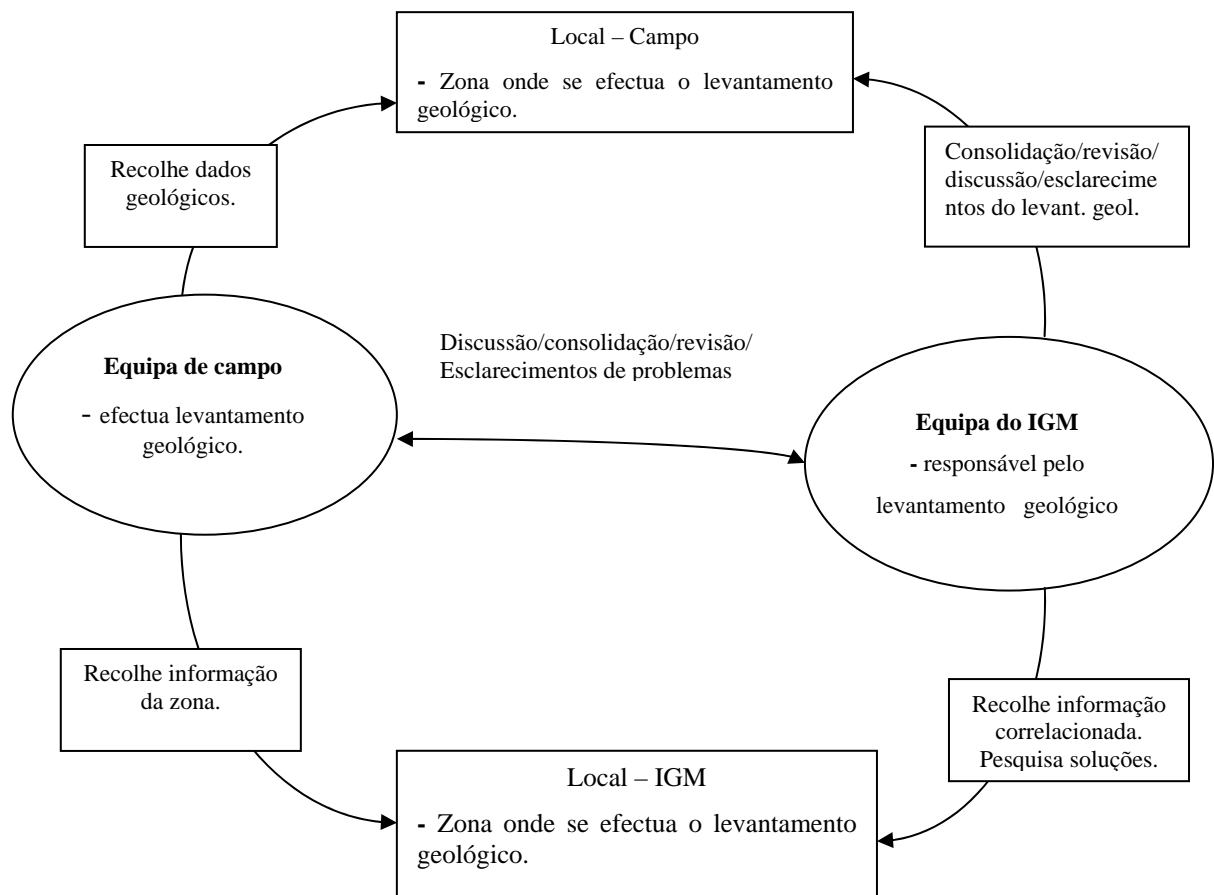 Local – Campo
- Zona onde se efectua o levantamento
geológico.
Recolhe dados
geológicos.
Consolidação/revisão/
discussão/esclarecime
ntos do levant. geol.
Discussão/consolidação/revisão/
Esclarecimentos de problemas
Equipa de campo
- efectua levantamento
geológico.
Equipa do IGM
- responsável pelo
levantamento geológico
Recolhe informação
da zona.
Recolhe informação
correlacionada.
Pesquisa soluções.
Local – IGM
- Zona onde se efectua o levantamento
geológico.